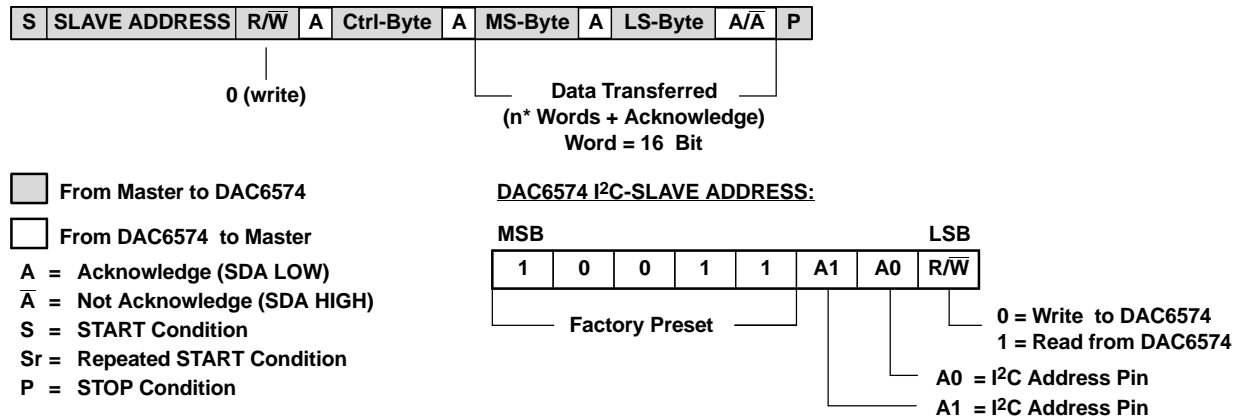 S SLAVE ADDRESS R/W̅ A Ctrl-Byte A MS-Byte A LS-Byte A/A̅ P
0 (write)
Data Transferred
(n* Words + Acknowledge)
Word = 16 Bit
From Master to DAC6574
From DAC6574 to Master
A = Acknowledge (SDA LOW)
A̅ = Not Acknowledge (SDA HIGH)
S = START Condition
Sr = Repeated START Condition
P = STOP Condition
DAC6574 I²C-SLAVE ADDRESS:
MSB LSB
1 0 0 1 1 A1 A0 R/W̅
Factory Preset
0 = Write to DAC6574
1 = Read from DAC6574
A0 = I²C Address Pin
A1 = I²C Address Pin